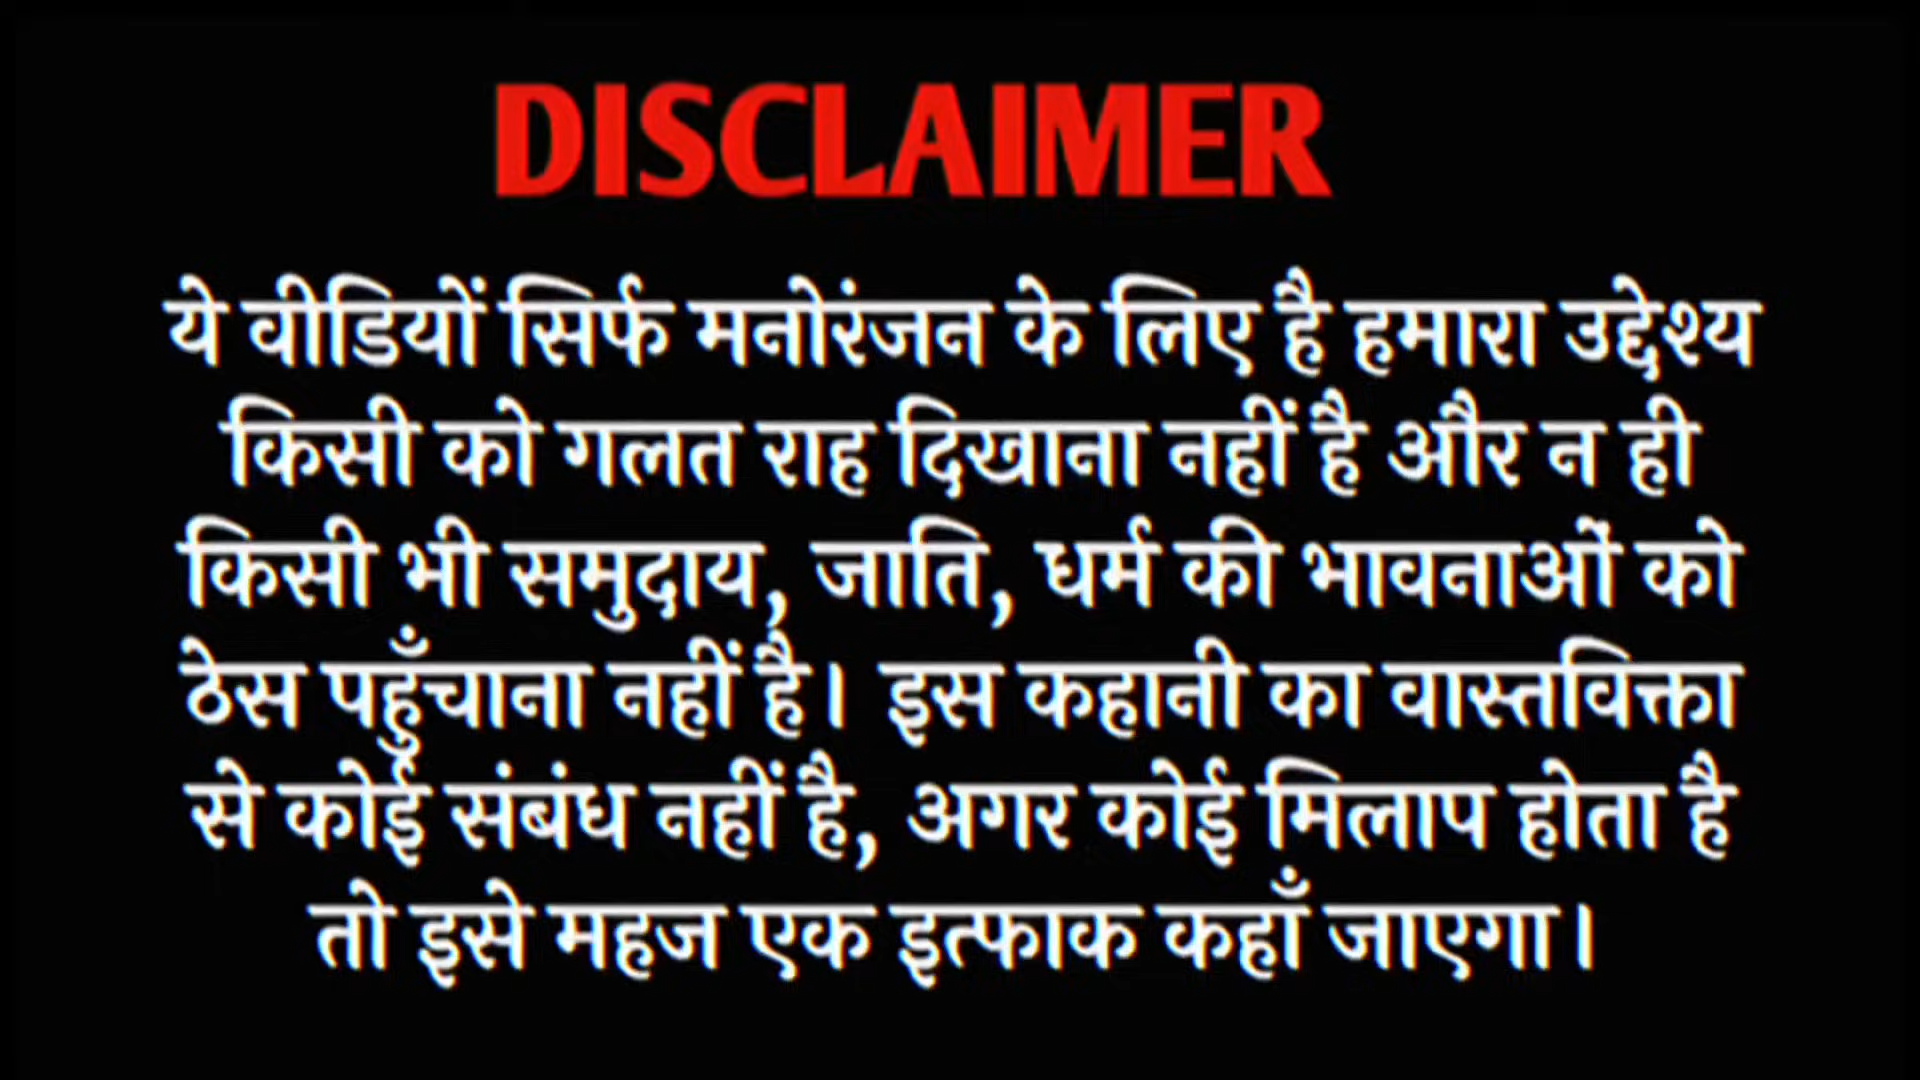 DISCLAIMER
ये वीडियों सिर्फ मनोरंजन के लिए है हमारा उद्देश्य
किसी को गलत राह दिखाना नहीं है और न ही
किसी भी समुदाय, जाति, धर्म की भावनाओं को
ठेस पहुँचाना नहीं है। इस कहानी का वास्तविक्ता
से कोई संबंध नहीं है, अगर कोई मिलाप होता है
तो इसे महज एक इत्फाक कहाँ जाएगा।